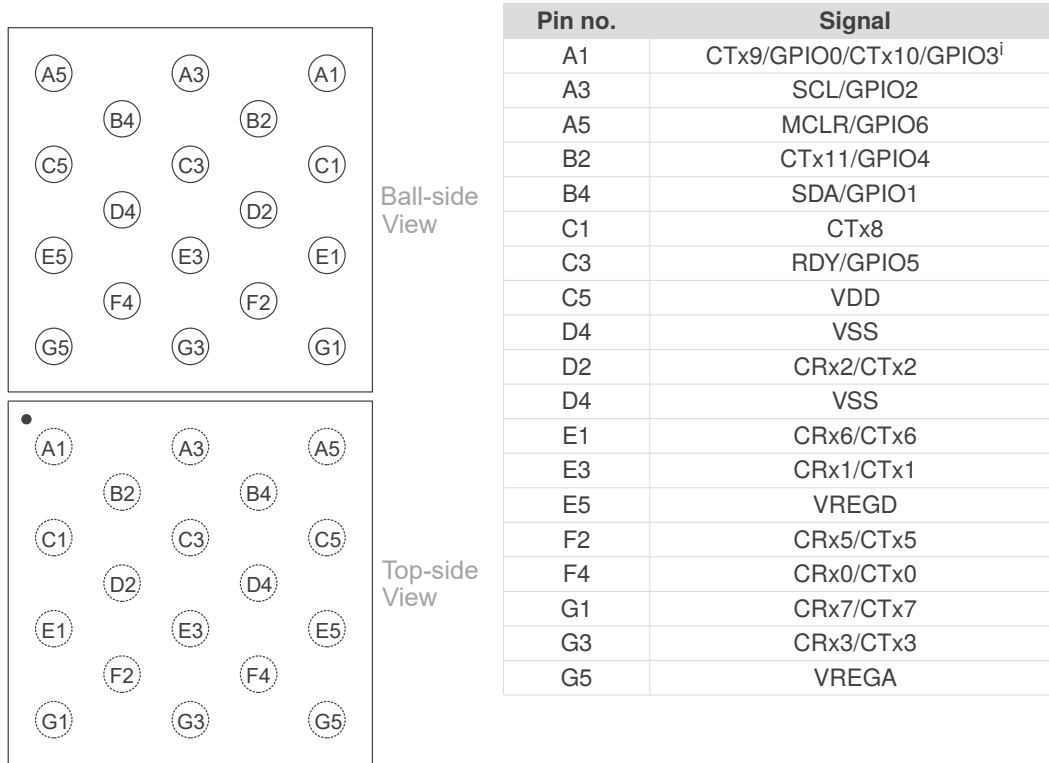 A5 A3 A1
B4 B2
C5 C3 C1
D4 D2
E5 E3 E1
F4 F2
G5 G3 G1
Ball-side
View
A1 A3 A5
B2 B4
C1 C3 C5
D2 D4
E1 E3 E5
F2 F4
G1 G3 G5
Top-side
View
Pin no. Signal
A1 CTx9/GPIO0/CTx10/GPIO3i
A3 SCL/GPIO2
A5 MCLR/GPIO6
B2 CTx11/GPIO4
B4 SDA/GPIO1
C1 CTx8
C3 RDY/GPIO5
C5 VDD
D4 VSS
D2 CRx2/CTx2
D4 VSS
E1 CRx6/CTx6
E3 CRx1/CTx1
E5 VREGD
F2 CRx5/CTx5
F4 CRx0/CTx0
G1 CRx7/CTx7
G3 CRx3/CTx3
G5 VREGA